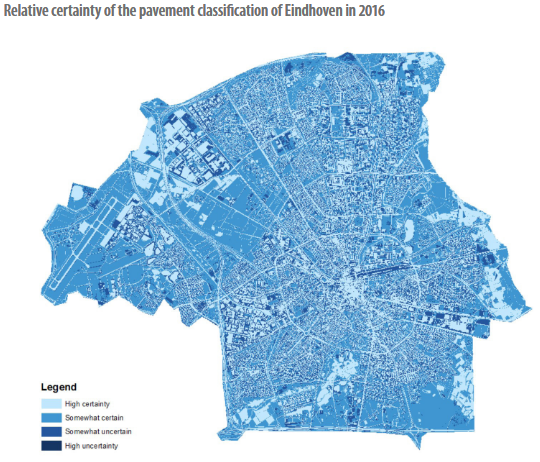 Relative certainty of the pavement classification of Eindhoven in 2016
Legend
High certainty
Somewhat certain
Somewhat uncertain
High uncertainty